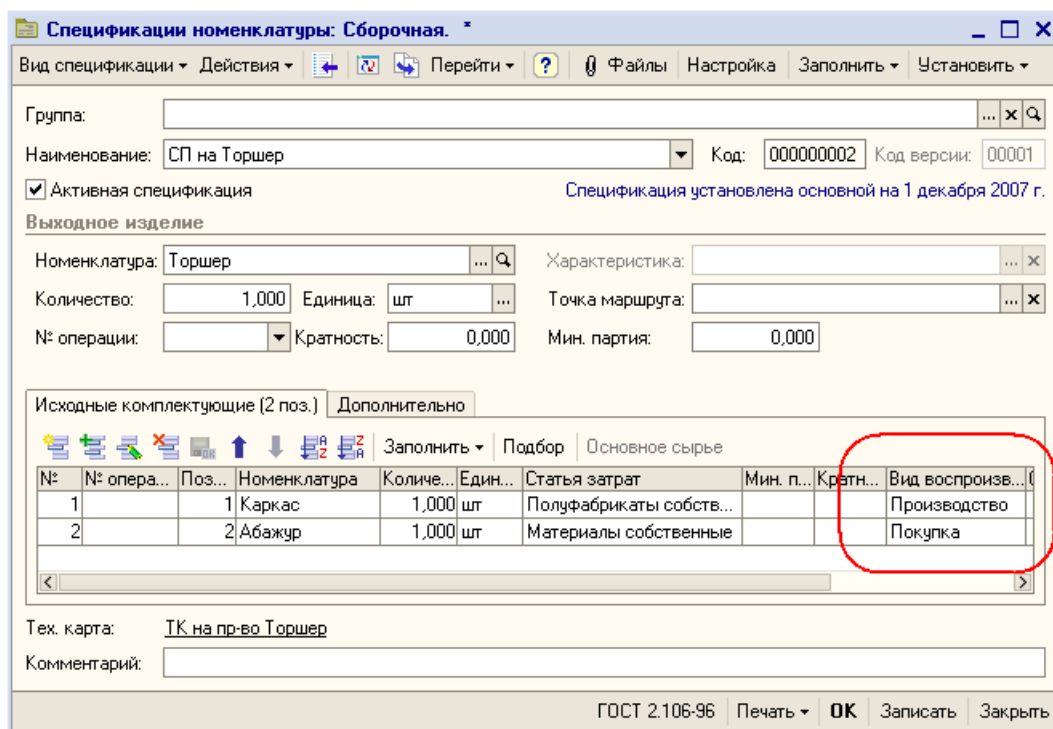 Спецификации номенклатуры: Сборочная. *
Вид спецификации Действия Перейти ? Файлы Настройка Заполнить Установить
Группа: ...
Наименование: СП на Торшер Код: 000000002 Код версии: 00001
Активная спецификация Спецификация установлена основной на 1 декабря 2007 г.
Выходное изделие
Номенклатура: Торшер ... Характеристика: ...
Количество: 1,000 Единица: шт ... Точка маршрута: ...
№ операции: Кратность: 0,000 Мин. партия: 0,000
Исходные комплектующие (2 поз.) Дополнительно
Заполнить Подбор Основное сырье
№ № опера... Поз... Номенклатура Количе... Един... Статья затрат Мин. п... Кратн... Вид воспроизв...
1 1 Каркас 1,000 шт Полуфабрикаты собств... Производство
2 2 Абажур 1,000 шт Материалы собственные Покупка
Тех. карта: ТК на пр-во Торшер
Комментарий:
ГОСТ 2.106-96 Печать OK Записать Закрыть